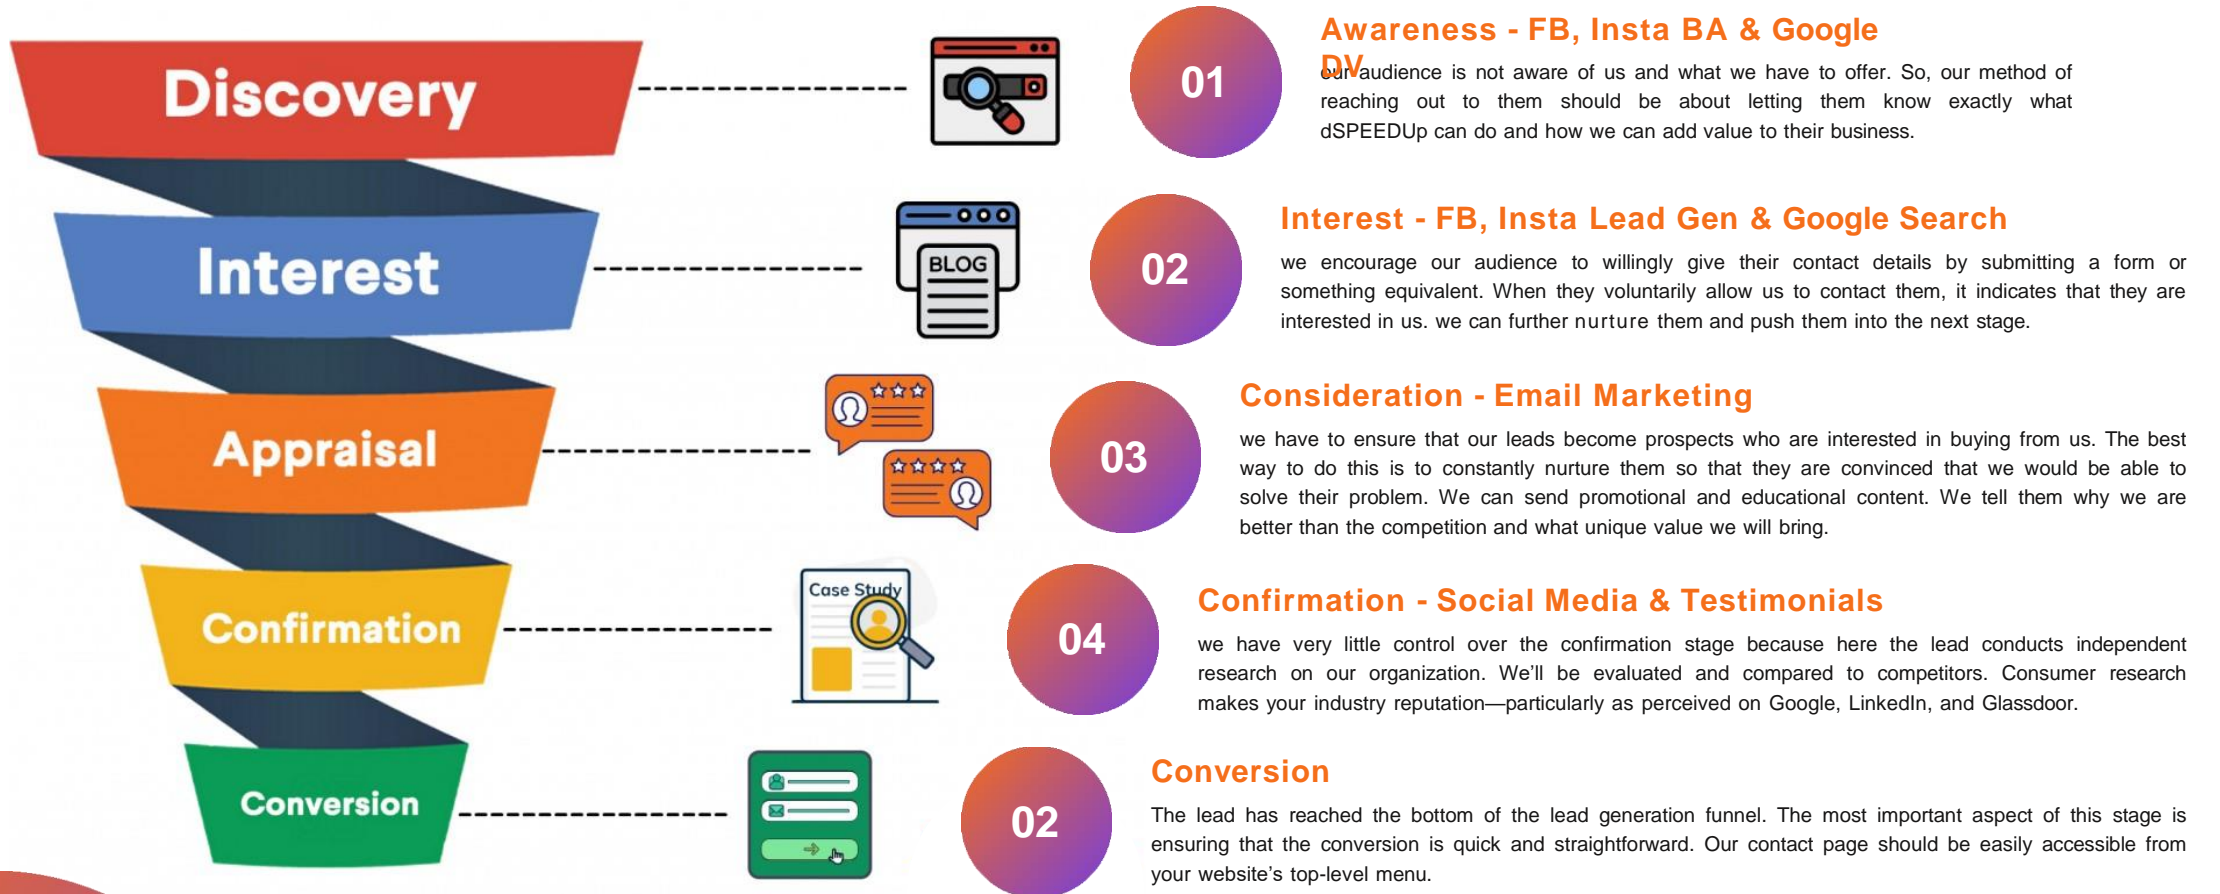 Discovery
01
Awareness - FB, Insta BA & Google
DV
our audience is not aware of us and what we have to offer. So, our method of
reaching out to them should be about letting them know exactly what
dSPEEDUp can do and how we can add value to their business.
Interest
BLOG
02
Interest - FB, Insta Lead Gen & Google Search
we encourage our audience to willingly give their contact details by submitting a form or
something equivalent. When they voluntarily allow us to contact them, it indicates that they are
interested in us. we can further nurture them and push them into the next stage.
Appraisal
03
Consideration - Email Marketing
we have to ensure that our leads become prospects who are interested in buying from us. The best
way to do this is to constantly nurture them so that they are convinced that we would be able to
solve their problem. We can send promotional and educational content. We tell them why we are
better than the competition and what unique value we will bring.
Confirmation
Case Study
04
Confirmation - Social Media & Testimonials
we have very little control over the confirmation stage because here the lead conducts independent
research on our organization. We’ll be evaluated and compared to competitors. Consumer research
makes your industry reputation—particularly as perceived on Google, LinkedIn, and Glassdoor.
Conversion
02
Conversion
The lead has reached the bottom of the lead generation funnel. The most important aspect of this stage is
ensuring that the conversion is quick and straightforward. Our contact page should be easily accessible from
your website’s top-level menu.